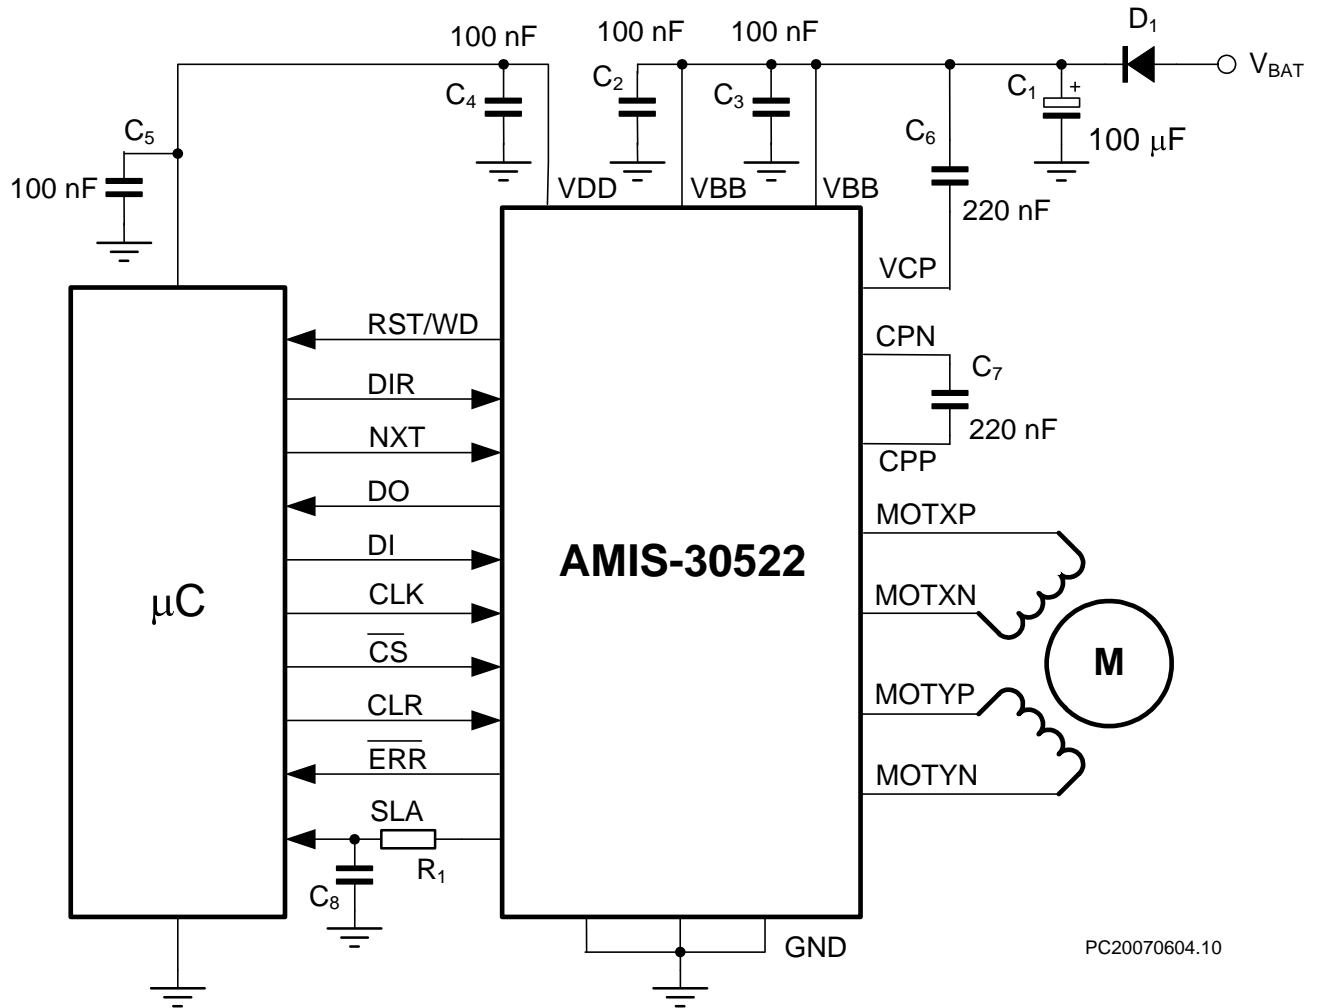 D1
100 nF 100 nF 100 nF
VBAT
C4 C2 C3 C1 +
C5 C6 100 µF
100 nF
VDD VBB VBB
220 nF
VCP
RST/WD
CPN
C7
DIR
220 nF
NXT
CPP
DO
MOTXP
DI
AMIS-30522
µC
CLK
MOTXN
CS
M
MOTYP
CLR
ERR
MOTYN
SLA
R1
C8
GND
PC20070604.10